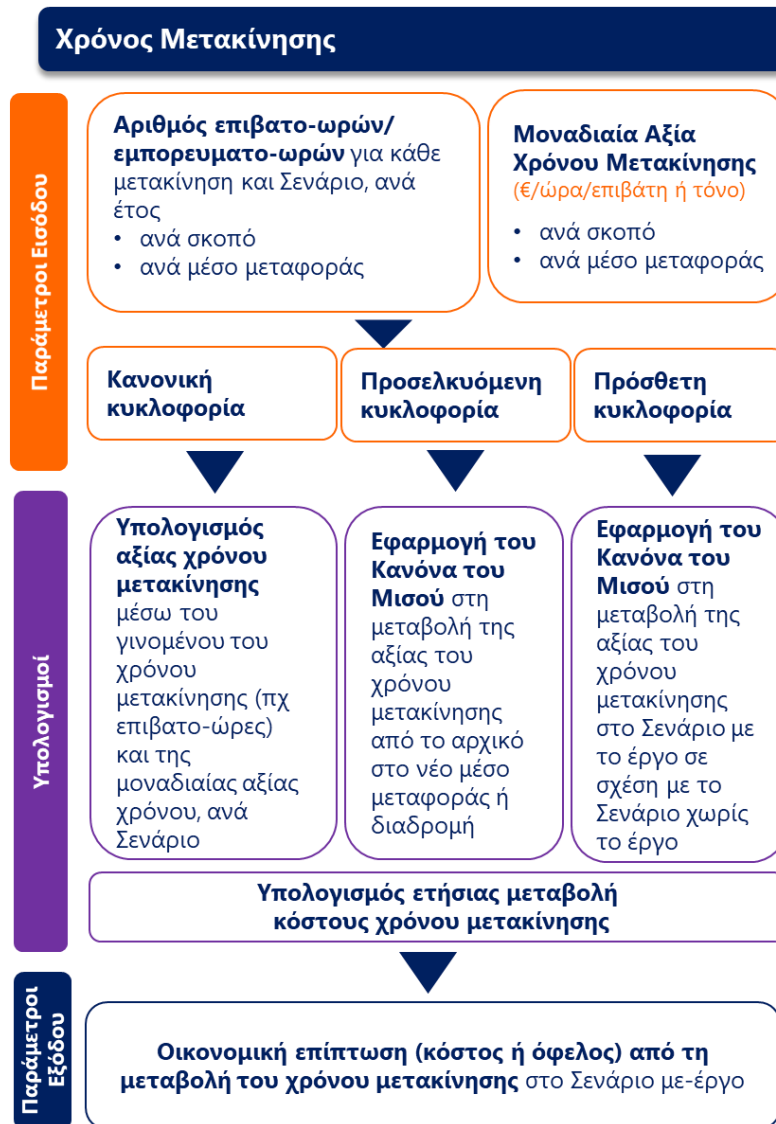 Χρόνος Μετακίνησης
Παράμετροι Εισόδου
Αριθμός επιβατο-ωρών/
εμπορευματο-ωρών για κάθε
μετακίνηση και Σενάριο, ανά
έτος
• ανά σκοπό
• ανά μέσο μεταφοράς
Μοναδιαία Αξία
Χρόνου Μετακίνησης
(€/ώρα/επιβάτη ή τόνο)
• ανά σκοπό
• ανά μέσο μεταφοράς
Κανονική
κυκλοφορία
Προσελκυόμενη
κυκλοφορία
Πρόσθετη
κυκλοφορία
Υπολογισμοί
Υπολογισμός
αξίας χρόνου
μετακίνησης
μέσω του
γινομένου του
χρόνου
μετακίνησης (πχ
επιβατο-ώρες)
και της
μοναδιαίας αξίας
χρόνου, ανά
Σενάριο
Εφαρμογή του
Κανόνα του
Μισού στη
μεταβολή της
αξίας του
χρόνου
μετακίνησης
από το αρχικό
στο νέο μέσο
μεταφοράς ή
διαδρομή
Εφαρμογή του
Κανόνα του
Μισού στη
μεταβολή της
αξίας του
χρόνου
μετακίνησης
στο Σενάριο με
το έργο σε
σχέση με το
Σενάριο χωρίς
το έργο
Υπολογισμός ετήσιας μεταβολή
κόστους χρόνου μετακίνησης
Παράμετροι
Εξόδου
Οικονομική επίπτωση (κόστος ή όφελος) από τη
μεταβολή του χρόνου μετακίνησης στο Σενάριο με-έργο